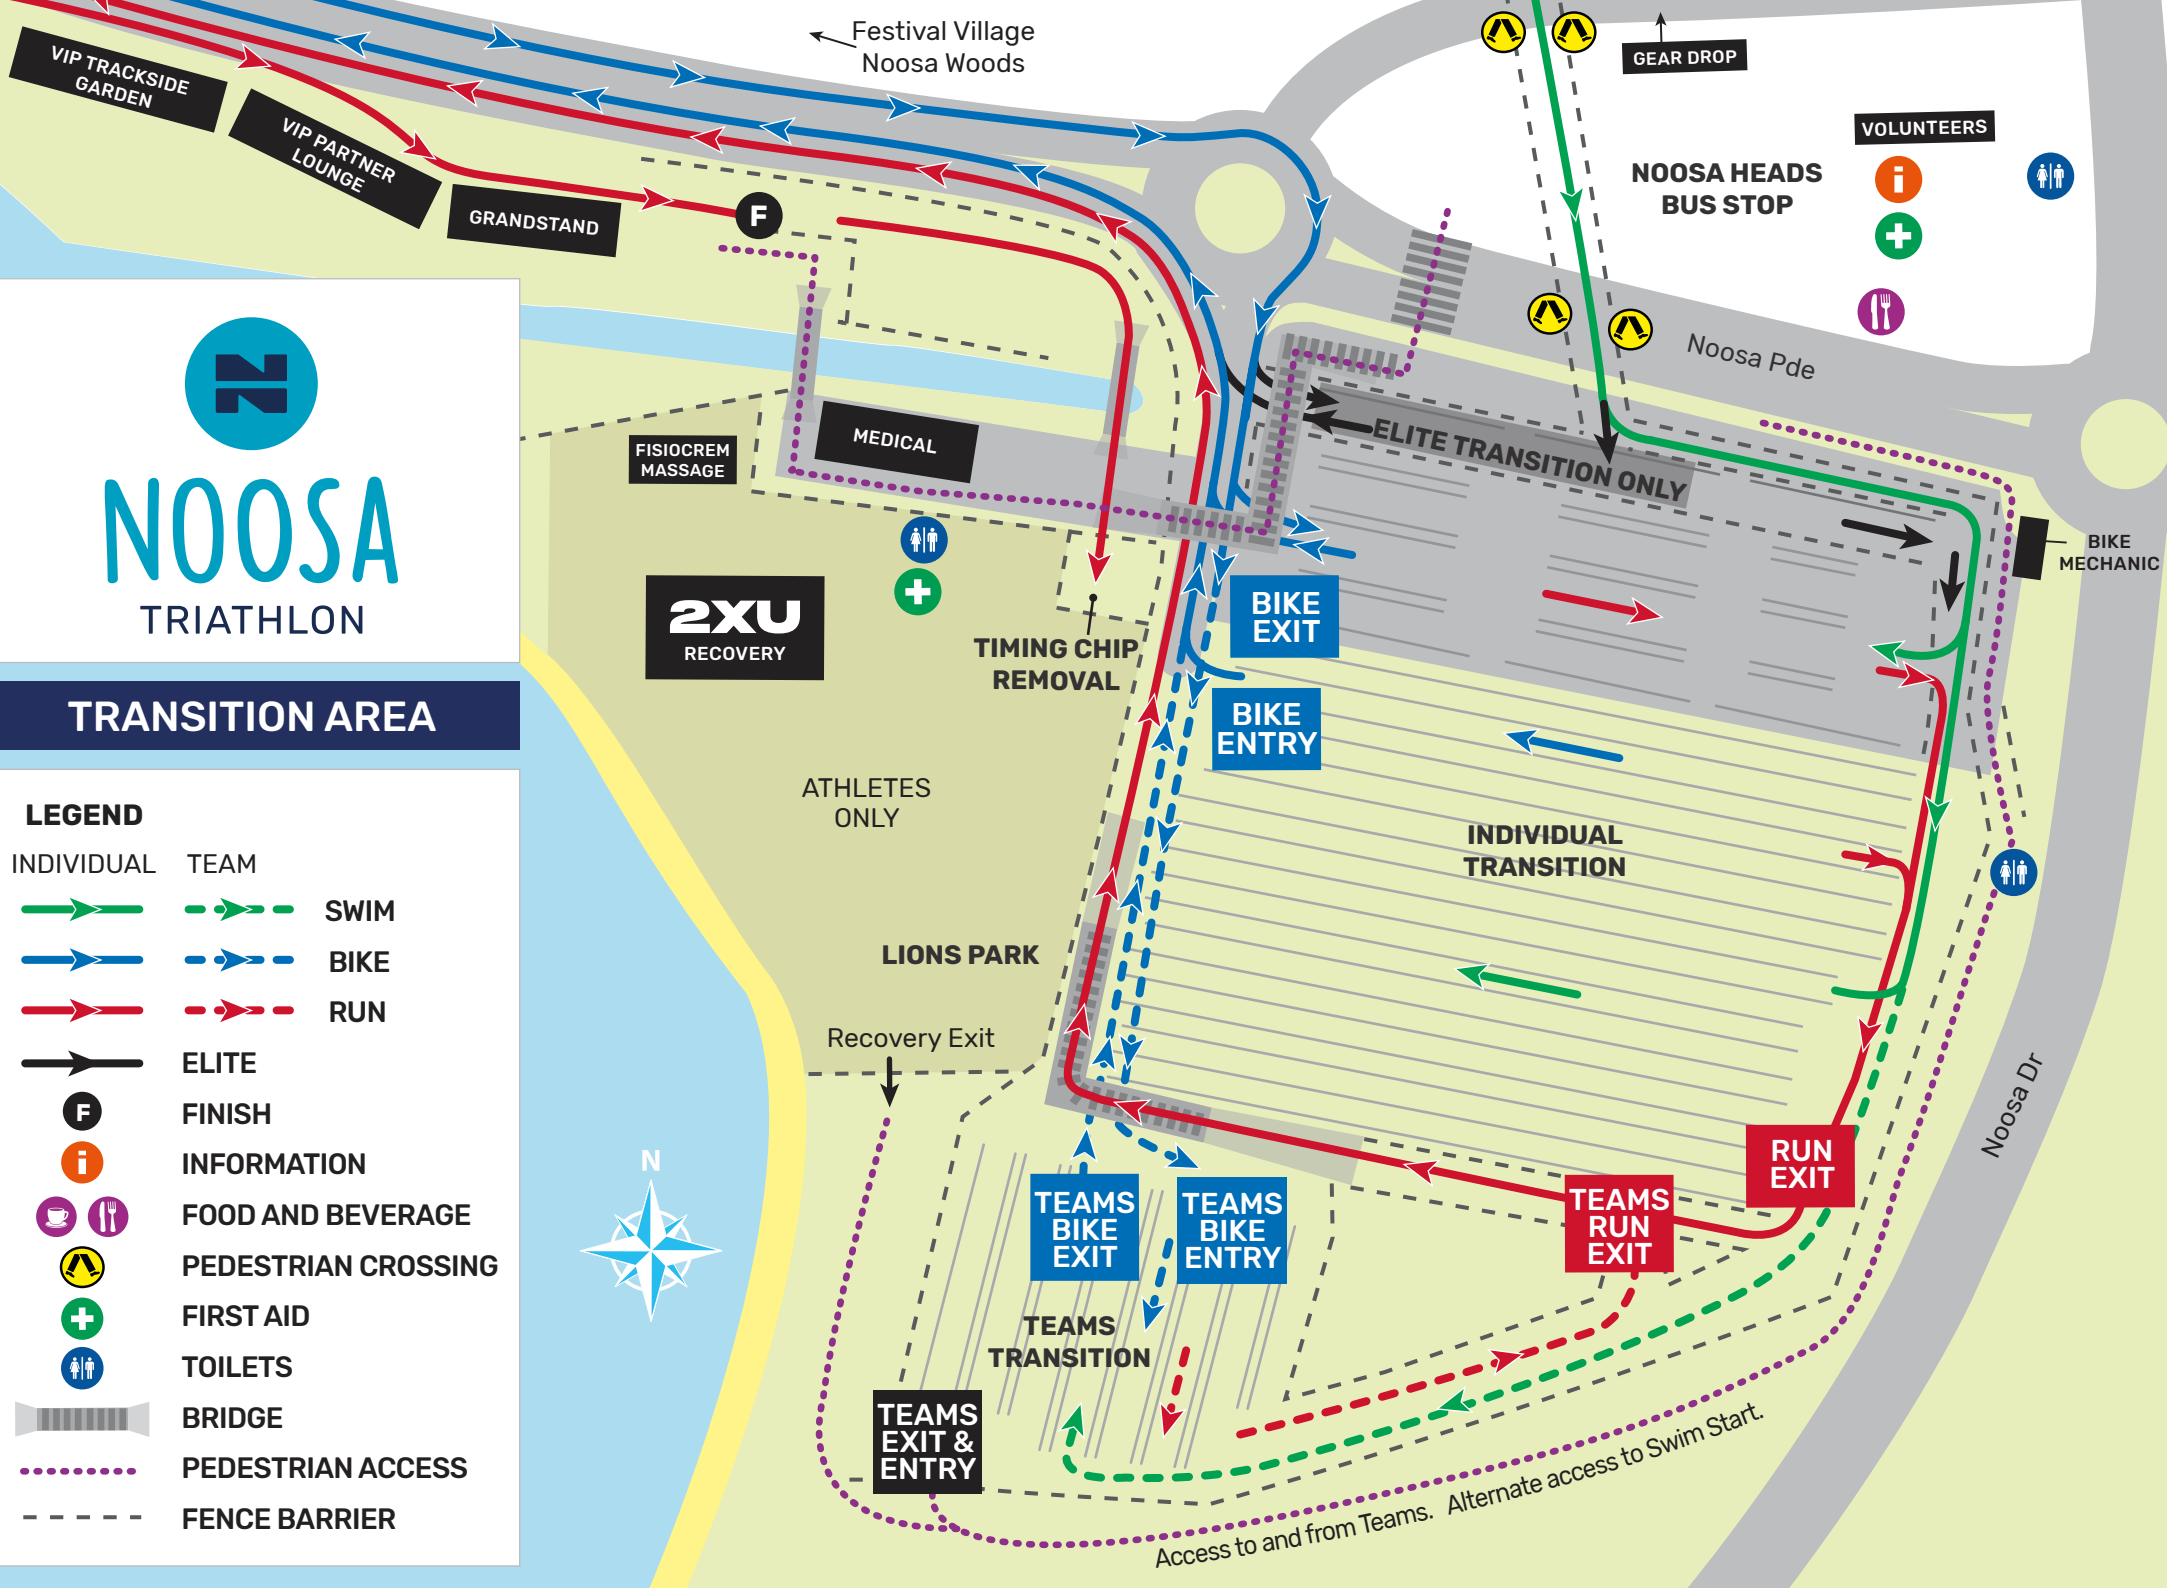 VIP TRACKSIDE
GARDEN
VIP PARTNER
LOUNGE
GRANDSTAND
F
Festival Village
Noosa Woods
GEAR DROP
VOLUNTEERS
i
NOOSA HEADS
BUS STOP
Noosa Pde
N
NOOSA
TRIATHLON
TRANSITION AREA
FISIOCREM
MASSAGE
MEDICAL
ELITE TRANSITION ONLY
BIKE
MECHANIC
2XU
RECOVERY
TIMING CHIP
REMOVAL
BIKE
EXIT
BIKE
ENTRY
ATHLETES
ONLY
INDIVIDUAL
TRANSITION
LIONS PARK
Recovery Exit
Noosa Dr
RUN
EXIT
TEAMS
RUN
EXIT
TEAMS
BIKE
EXIT
TEAMS
BIKE
ENTRY
TEAMS
TRANSITION
TEAMS
EXIT &
ENTRY
Access to and from Teams. Alternate access to Swim Start.
N
LEGEND
INDIVIDUAL TEAM
SWIM
BIKE
RUN
ELITE
F FINISH
i INFORMATION
FOOD AND BEVERAGE
PEDESTRIAN CROSSING
FIRST AID
TOILETS
BRIDGE
PEDESTRIAN ACCESS
FENCE BARRIER